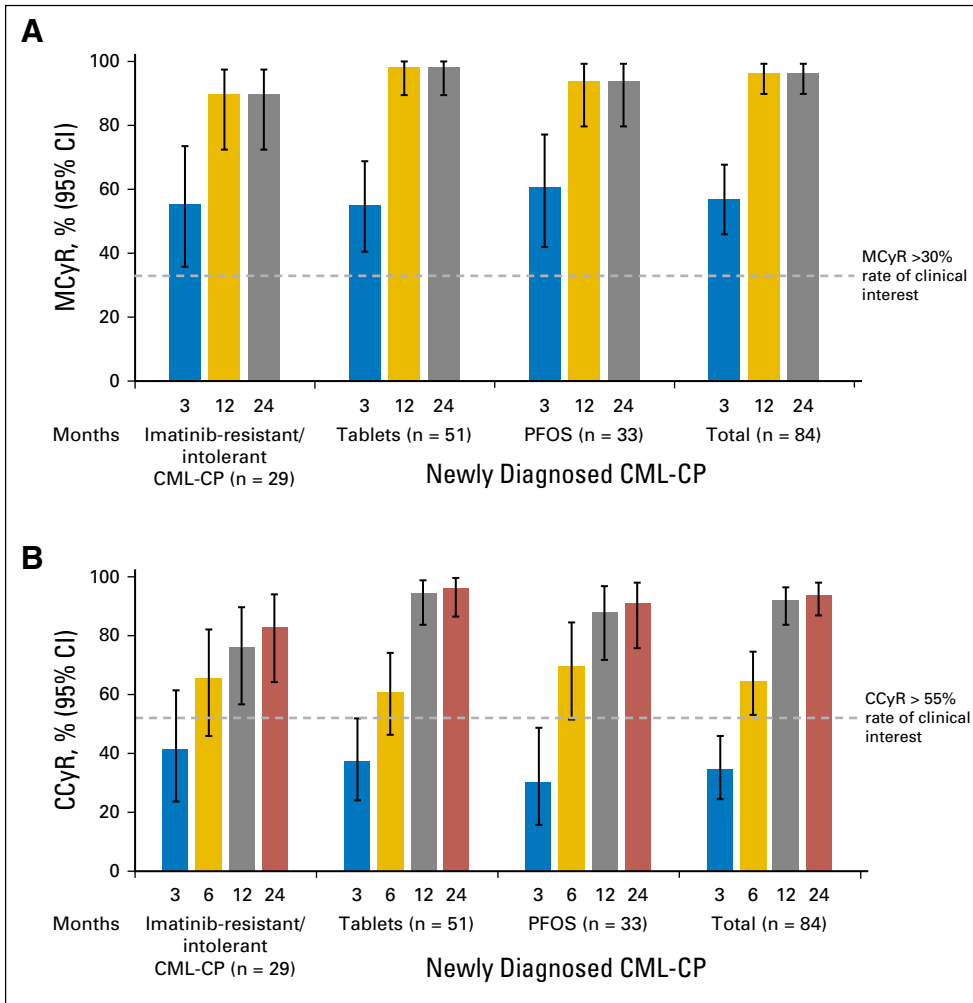 A
100
80
60
40
20
0
MCyR, % (95% CI)
MCyR >30%
rate of clinical
interest
3 12 24 3 12 24 3 12 24 3 12 24
Months Imatinib-resistant/ Tablets (n = 51) PFOS (n = 33) Total (n = 84)
intolerant
CML-CP (n = 29) Newly Diagnosed CML-CP
B
100
80
60
40
20
0
CCyR, % (95% CI)
CCyR > 55%
rate of clinical
interest
3 6 12 24 3 6 12 24 3 6 12 24 3 6 12 24
Months Imatinib-resistant/ Tablets (n = 51) PFOS (n = 33) Total (n = 84)
intolerant
CML-CP (n = 29) Newly Diagnosed CML-CP